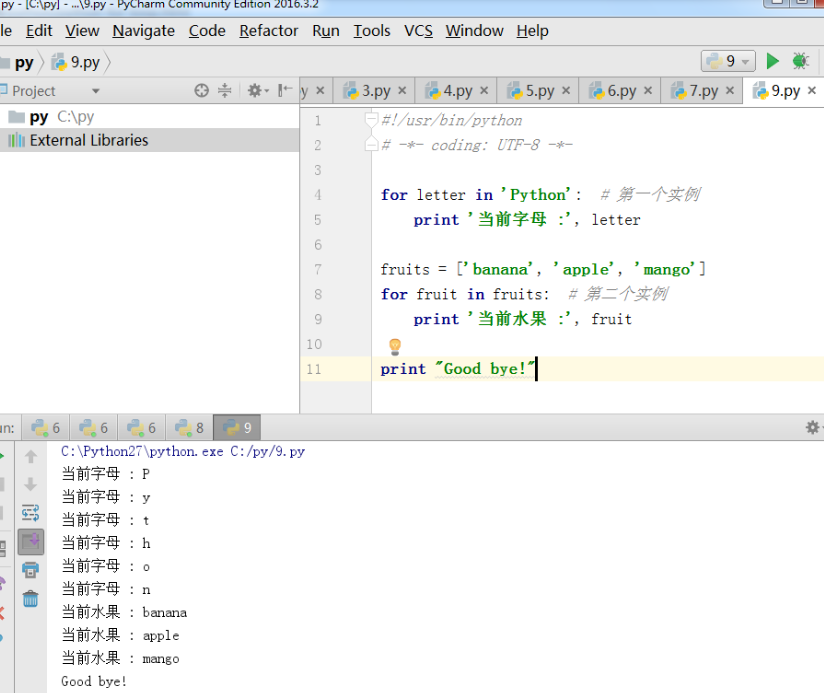 py - [C:\py] - ...\9.py - PyCharm Community Edition 2016.3.2
Edit View Navigate Code Refactor Run Tools VCS Window Help
py 9.py 9
Project
3.py 4.py 5.py 6.py 7.py 9.py
py C:\py
External Libraries
1 #!/usr/bin/python
2 # -*- coding: UTF-8 -*-
3
4 for letter in 'Python':  # 第一个实例
5 print '当前字母 :', letter
6
7 fruits = ['banana', 'apple', 'mango']
8 for fruit in fruits:  # 第二个实例
9 print '当前水果 :', fruit
10
11 print "Good bye!"
6 6 6 8 9
C:\Python27\python.exe C:/py/9.py
当前字母 : P
当前字母 : y
当前字母 : t
当前字母 : h
当前字母 : o
当前字母 : n
当前水果 : banana
当前水果 : apple
当前水果 : mango
Good bye!